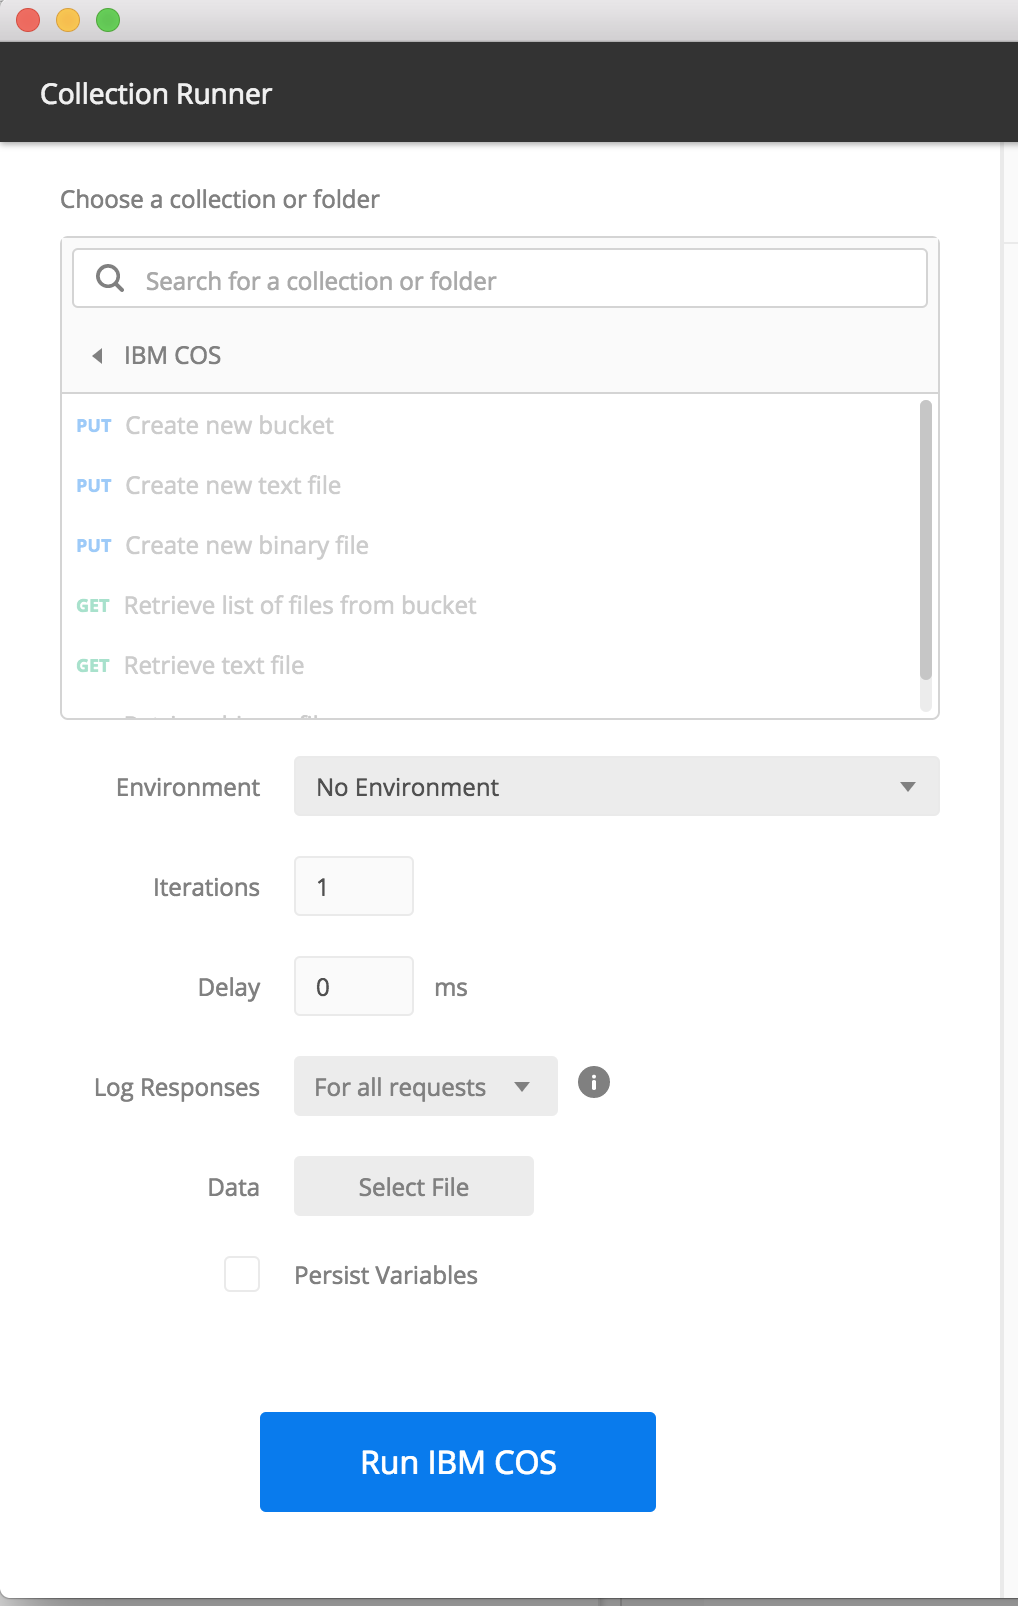 Collection Runner
Choose a collection or folder
Search for a collection or folder
IBM COS
PUT Create new bucket
PUT Create new text file
PUT Create new binary file
GET Retrieve list of files from bucket
GET Retrieve text file
Environment No Environment
Iterations 1
Delay 0 ms
Log Responses For all requests
Data Select File
Persist Variables
Run IBM COS